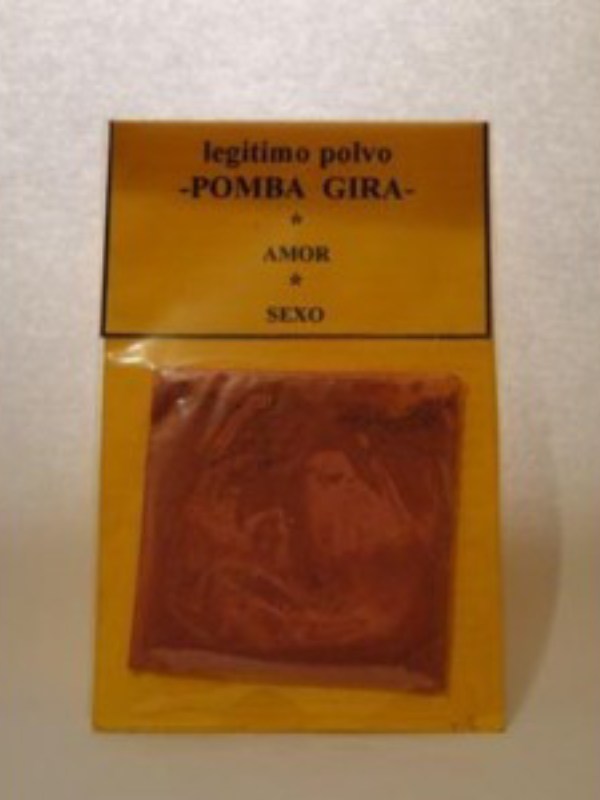 legitimo polvo
-POMBA GIRA-
*
AMOR
*
SEXO